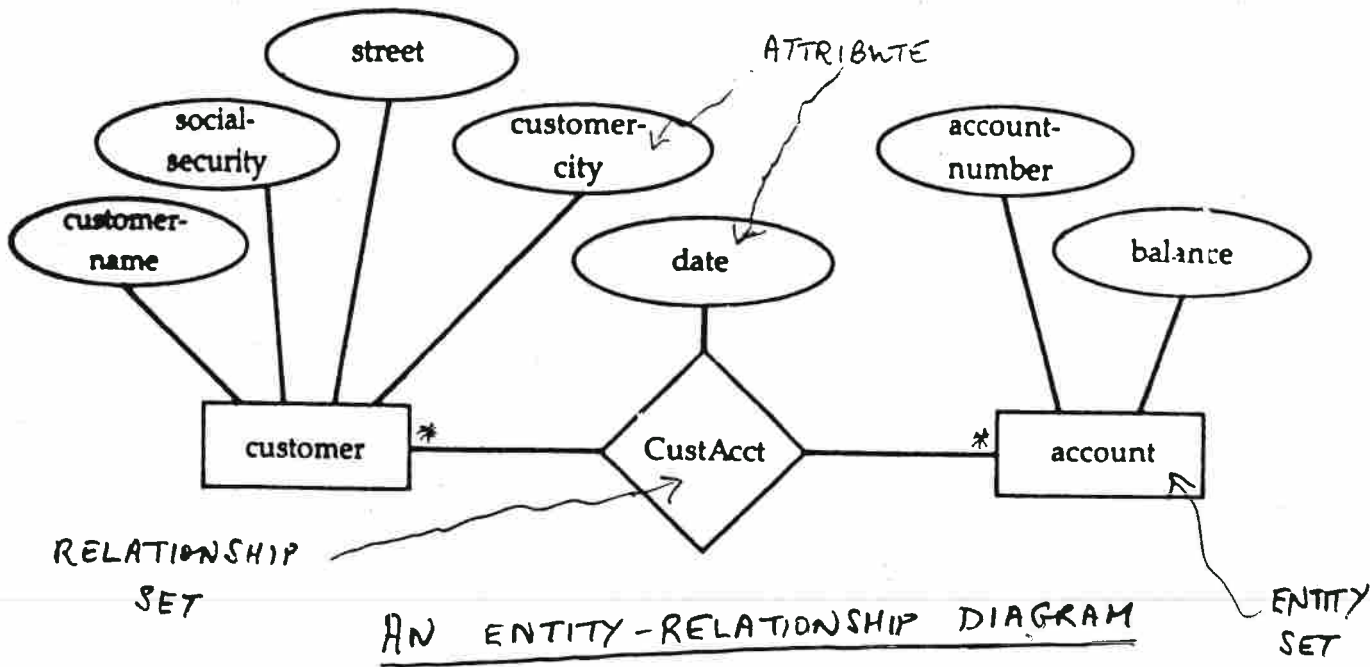 street
ATTRIBUTE
social-
security
customer-
city
account-
number
customer-
name
date
balance
customer
*
CustAcct
*
account
RELATIONSHIP
SET
AN ENTITY-RELATIONSHIP DIAGRAM
ENTITY
SET